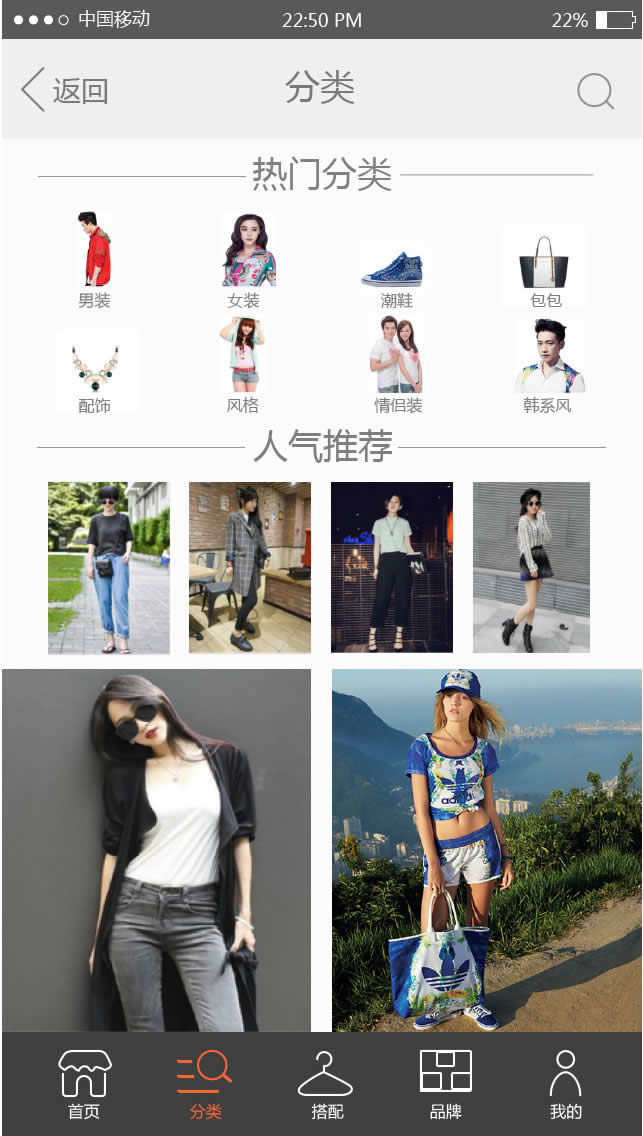 中国移动 22:50 PM 22%
返回 分类
热门分类
男装 女装 潮鞋 包包
配饰 风格 情侣装 韩系风
人气推荐
adidas
首页 分类 搭配 品牌 我的